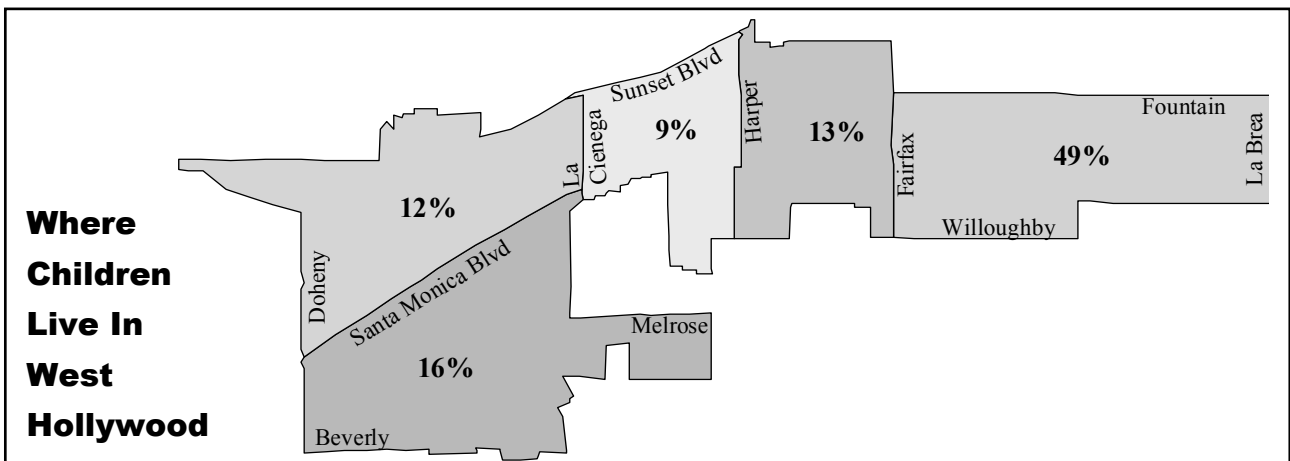 Where
Children
Live In
West
Hollywood
Sunset Blvd
Harper
Fountain
9%
13%
49%
La
Cienega
Fairfax
La Brea
12%
Willoughby
Doheny
Santa Monica Blvd
Melrose
16%
Beverly